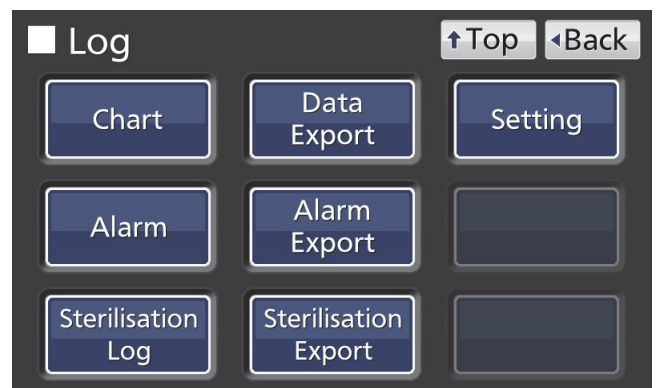 Log
Top
Back
Chart
Data
Export
Setting
Alarm
Alarm
Export
Sterilisation
Log
Sterilisation
Export